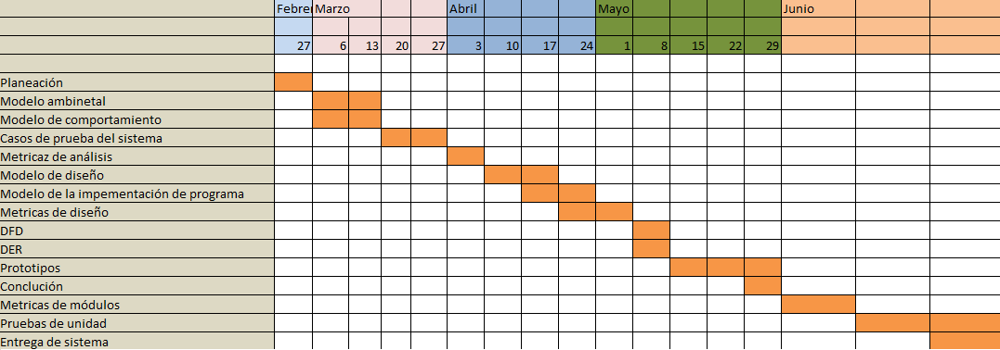 Febrer Marzo Abril Mayo Junio
27 6 13 20 27 3 10 17 24 1 8 15 22 29
Planeación
Modelo ambinetal
Modelo de comportamiento
Casos de prueba del sistema
Metricaz de análisis
Modelo de diseño
Modelo de la impementación de programa
Metricas de diseño
DFD
DER
Prototipos
Conclución
Metricas de módulos
Pruebas de unidad
Entrega de sistema